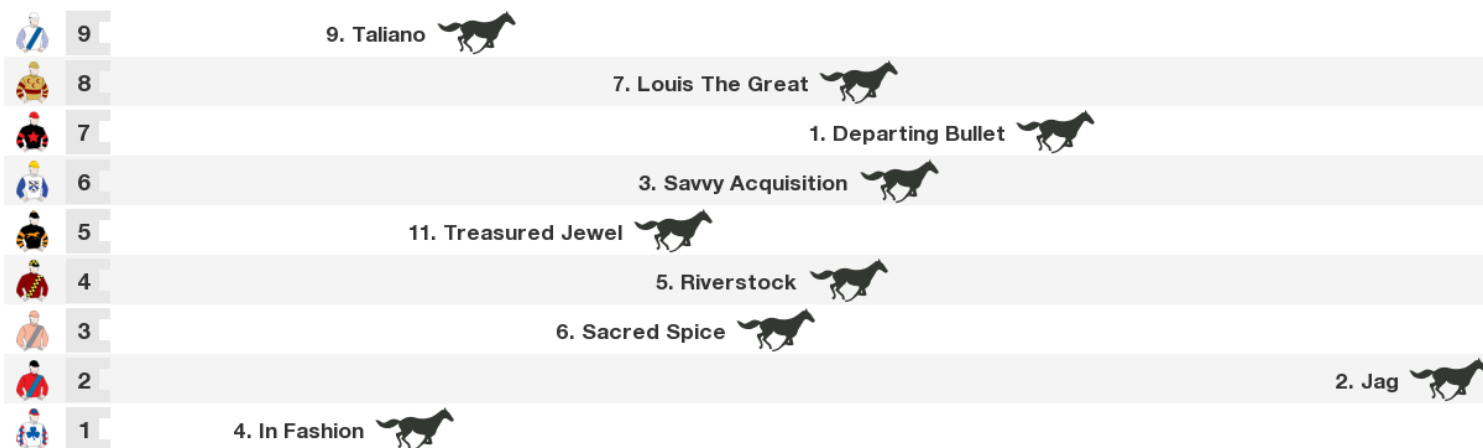 9 9. Taliano
8 7. Louis The Great
7 1. Departing Bullet
6 3. Savvy Acquisition
5 11. Treasured Jewel
4 5. Riverstock
3 6. Sacred Spice
2 2. Jag
1 4. In Fashion